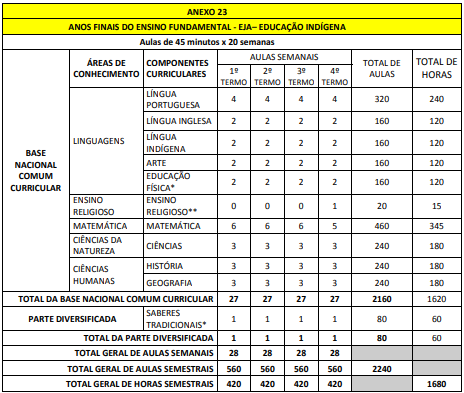 ANEXO 23
ANOS FINAIS DO ENSINO FUNDAMENTAL - EJA– EDUCAÇÃO INDÍGENA
Aulas de 45 minutos x 20 semanas
BASE NACIONAL COMUM CURRICULAR
ÁREAS DE CONHECIMENTO
COMPONENTES CURRICULARES
AULAS SEMANAIS
TOTAL DE AULAS
TOTAL DE HORAS
1º TERMO 2º TERMO 3º TERMO 4º TERMO
LINGUAGENS
LÍNGUA PORTUGUESA 4 4 4 4 320 240
LÍNGUA INGLESA 2 2 2 2 160 120
LÍNGUA INDÍGENA 2 2 2 2 160 120
ARTE 2 2 2 2 160 120
EDUCAÇÃO FÍSICA* 2 2 2 2 160 120
ENSINO RELIGIOSO ENSINO RELIGIOSO** 0 0 0 1 20 15
MATEMÁTICA MATEMÁTICA 6 6 6 5 460 345
CIÊNCIAS DA NATUREZA CIÊNCIAS 3 3 3 3 240 180
CIÊNCIAS HUMANAS
HISTÓRIA 3 3 3 3 240 180
GEOGRAFIA 3 3 3 3 240 180
TOTAL DA BASE NACIONAL COMUM CURRICULAR 27 27 27 27 2160 1620
PARTE DIVERSIFICADA SABERES TRADICIONAIS* 1 1 1 1 80 60
TOTAL DA PARTE DIVERSIFICADA 1 1 1 1 80 60
TOTAL GERAL DE AULAS SEMANAIS 28 28 28 28
TOTAL GERAL DE AULAS SEMESTRAIS 560 560 560 560 2240
TOTAL GERAL DE HORAS SEMESTRAIS 420 420 420 420 1680